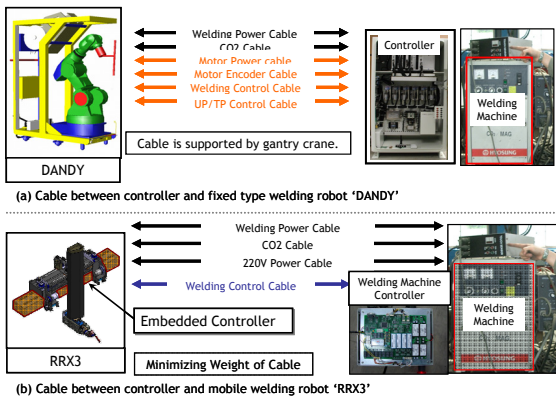 Welding Power Cable
CO2 Cable
Motor Power cable
Motor Encoder Cable
Welding Control Cable
UP/TP Control Cable
Controller
Welding
Machine
MAG
HYOSUNG
Cable is supported by gantry crane.
DANDY
(a) Cable between controller and fixed type welding robot ‘DANDY’
Welding Power Cable
CO2 Cable
220V Power Cable
Welding Control Cable
Welding Machine
Controller
Welding
Machine
HYOSUNG
Embedded Controller
RRX3
Minimizing Weight of Cable
(b) Cable between controller and mobile welding robot ‘RRX3’